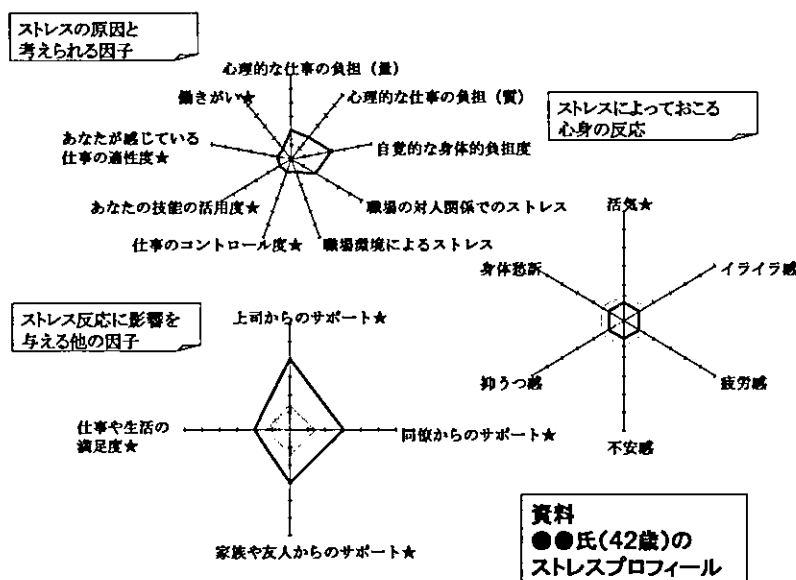 ストレスの原因と
考えられる因子
心理的な仕事の負担（量）
働きがい★
心理的な仕事の負担（質）
あなたが感じている
仕事の適性度★
自覚的な身体的負担度
あなたの技能の活用度★
職場の対人関係でのストレス
仕事のコントロール度★
職場環境によるストレス
ストレスによっておこる
心身の反応
活気★
身体愁訴
イライラ感
抑うつ感
疲労感
不安感
ストレス反応に影響を
与える他の因子
上司からのサポート★
仕事や生活の
満足度★
同僚からのサポート★
家族や友人からのサポート★
資料
●●氏（42歳）の
ストレスプロフィール